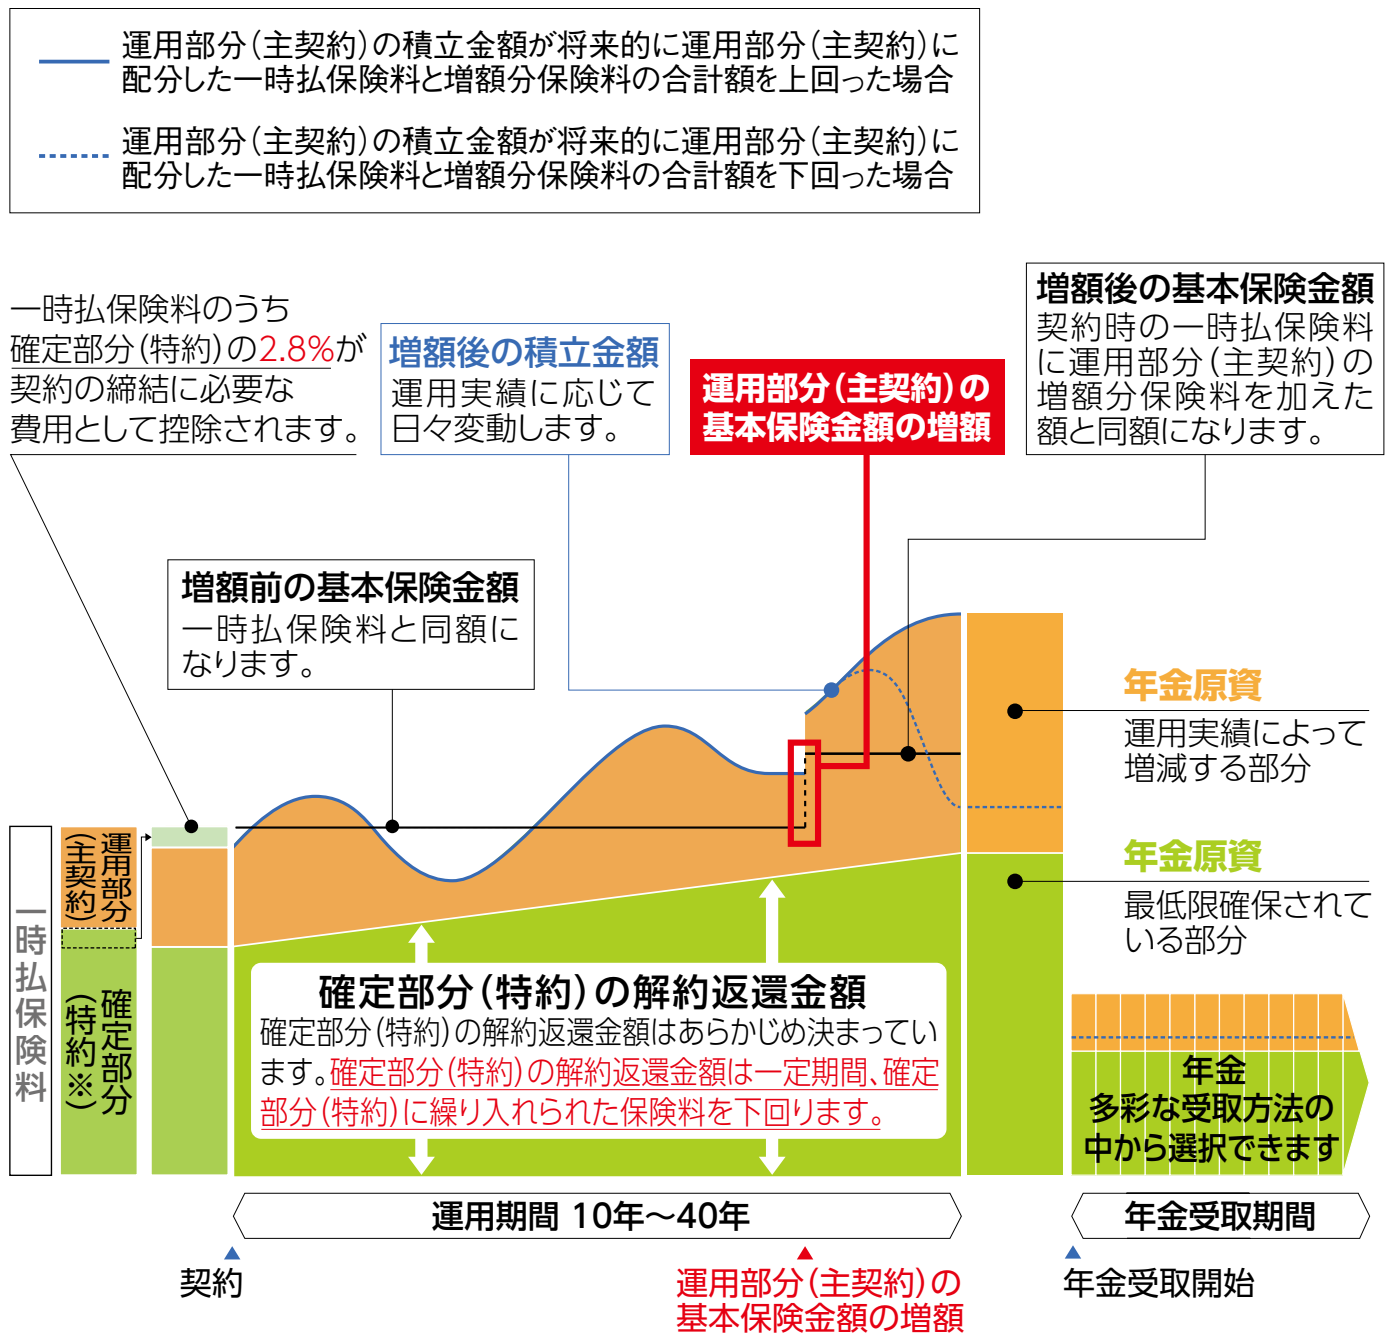 運用部分（主契約）の積立金額が将来的に運用部分（主契約）に
配分した一時払保険料と増額分保険料の合計額を上回った場合
運用部分（主契約）の積立金額が将来的に運用部分（主契約）に
配分した一時払保険料と増額分保険料の合計額を下回った場合
一時払保険料のうち
確定部分（特約）の2.8%が
契約の締結に必要な
費用として控除されます。
増額後の積立金額
運用実績に応じて
日々変動します。
運用部分（主契約）の
基本保険金額の増額
増額後の基本保険金額
契約時の一時払保険料
に運用部分（主契約）の
増額分保険料を加えた
額と同額になります。
増額前の基本保険金額
一時払保険料と同額に
なります。
年金原資
運用実績によって
増減する部分
年金原資
最低限確保されて
いる部分
一時払保険料
運用部分
（主契約）
確定部分
（特約※）
確定部分（特約）の解約返還金額
確定部分（特約）の解約返還金額はあらかじめ決まってい
ます。確定部分（特約）の解約返還金額は一定期間、確定
部分（特約）に繰り入れられた保険料を下回ります。
年金
多彩な受取方法の
中から選択できます
運用期間 10年～40年
年金受取期間
契約
運用部分（主契約）の
基本保険金額の増額
年金受取開始